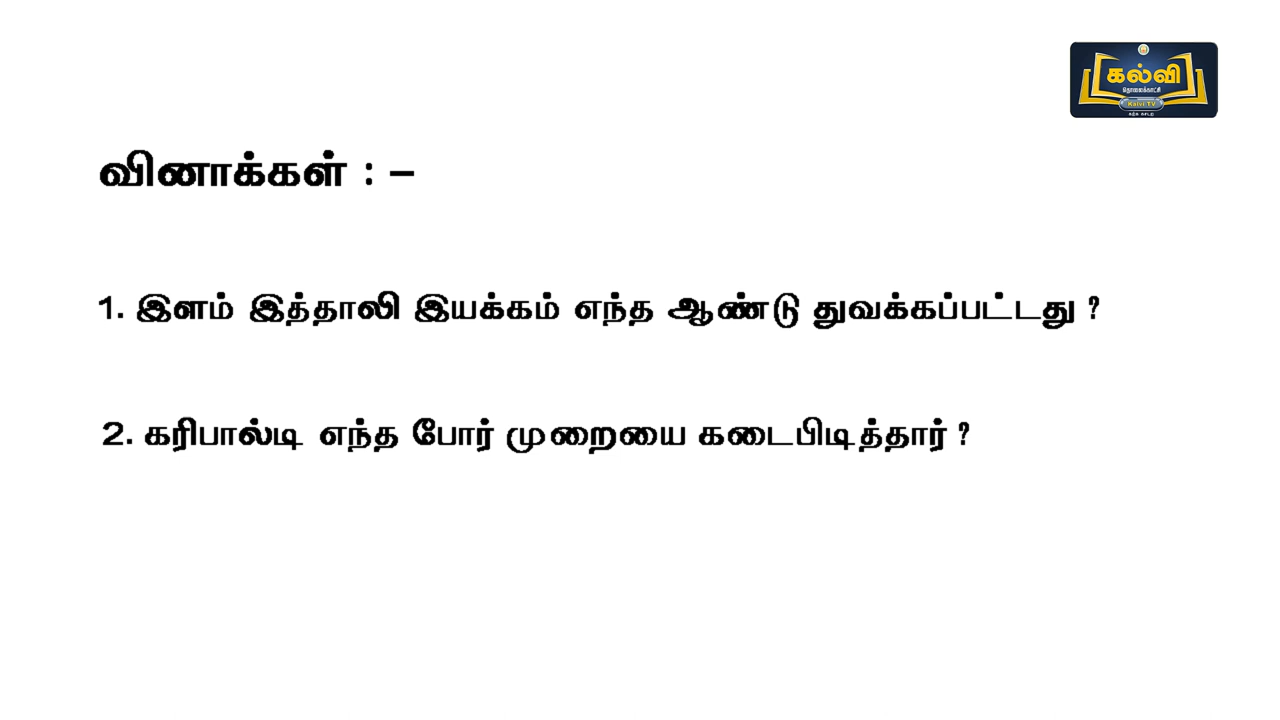 கல்வி
தொலைக்காட்சி
Kalvi TV
வினாக்கள் : –
1. இளம் இத்தாலி இயக்கம் எந்த ஆண்டு துவக்கப்பட்டது ?
2. கரிபால்டி எந்த போர் முறையை கடைபிடித்தார் ?